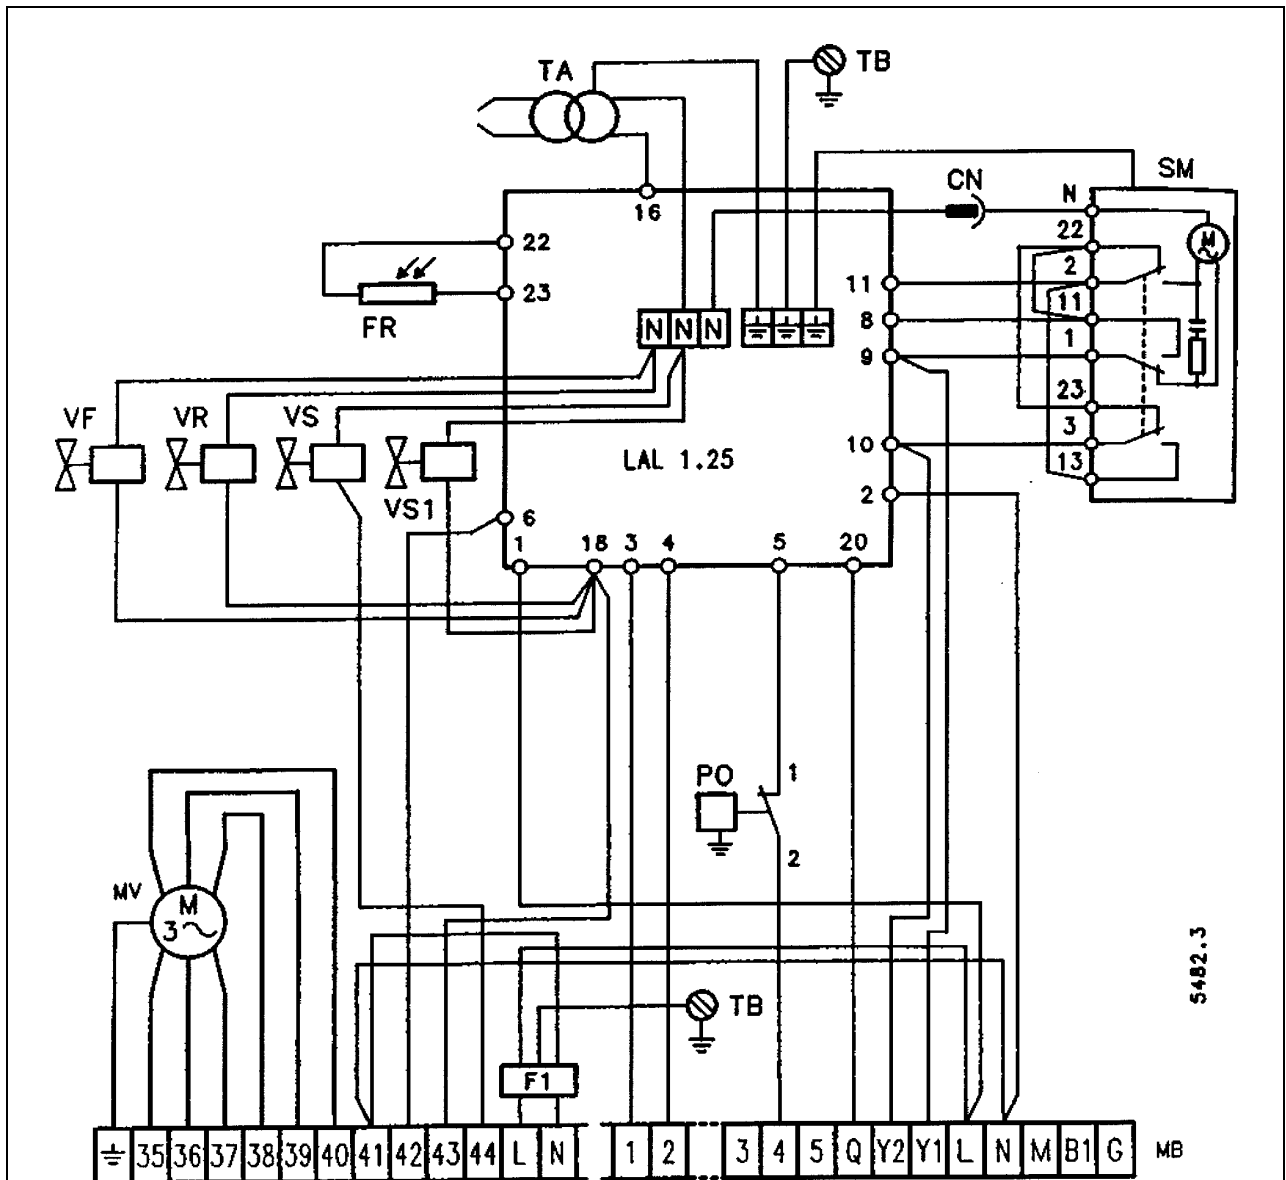 TA
TB
SM
CN
N
16
22
22
M
2
23
11
11
FR
N N N
8
1
9
23
VF
VR
VS
3
LAL 1.25
10
13
VS1
2
6
1
18
3
4
5
20
PO
1
2
MV
M
3
5482.3
TB
F1
35 36 37 38 39 40 41 42 43 44 L N 1 2 3 4 5 Q Y2 Y1 L N M B1 G MB